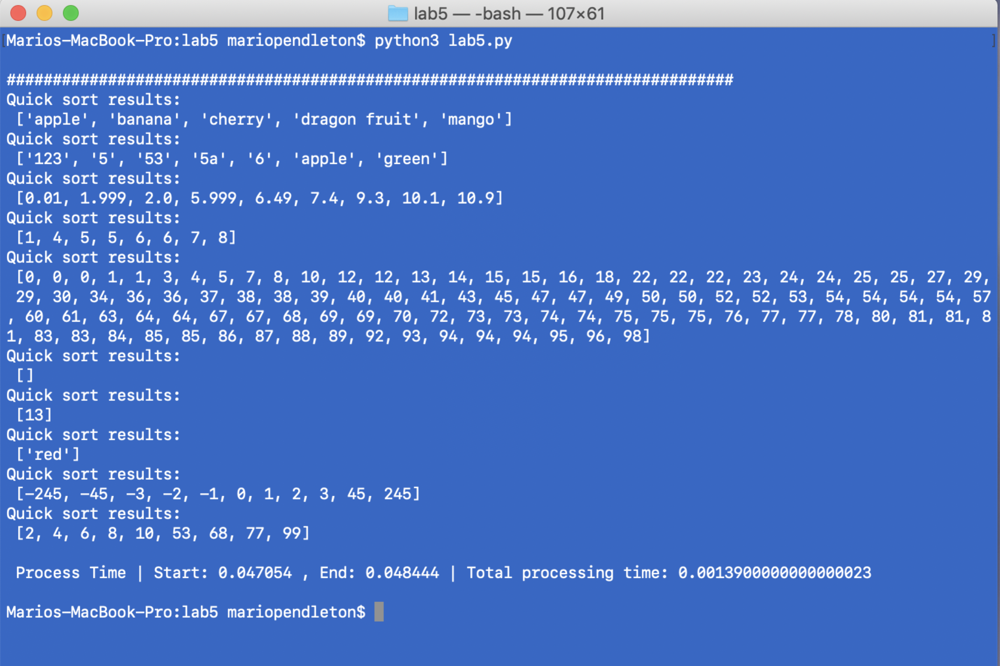 lab5 — -bash — 107×61
[Marios-MacBook-Pro:lab5 mariopendleton$ python3 lab5.py ]
###############################################################################
Quick sort results:
 ['apple', 'banana', 'cherry', 'dragon fruit', 'mango']
Quick sort results:
 ['123', '5', '53', '5a', '6', 'apple', 'green']
Quick sort results:
 [0.01, 1.999, 2.0, 5.999, 6.49, 7.4, 9.3, 10.1, 10.9]
Quick sort results:
 [1, 4, 5, 5, 6, 6, 7, 8]
Quick sort results:
 [0, 0, 0, 1, 1, 3, 4, 5, 7, 8, 10, 12, 12, 13, 14, 15, 15, 16, 18, 22, 22, 22, 23, 24, 24, 25, 25, 27, 29,
 29, 30, 34, 36, 36, 37, 38, 38, 39, 40, 40, 41, 43, 45, 47, 47, 49, 50, 50, 52, 52, 53, 54, 54, 54, 54, 57
, 60, 61, 63, 64, 64, 67, 67, 68, 69, 69, 70, 72, 73, 73, 74, 74, 75, 75, 75, 76, 77, 77, 78, 80, 81, 81, 8
1, 83, 83, 84, 85, 85, 86, 87, 88, 89, 92, 93, 94, 94, 94, 95, 96, 98]
Quick sort results:
 []
Quick sort results:
 [13]
Quick sort results:
 ['red']
Quick sort results:
 [-245, -45, -3, -2, -1, 0, 1, 2, 3, 45, 245]
Quick sort results:
 [2, 4, 6, 8, 10, 53, 68, 77, 99]
 Process Time | Start: 0.047054 , End: 0.048444 | Total processing time: 0.0013900000000000023
Marios-MacBook-Pro:lab5 mariopendleton$